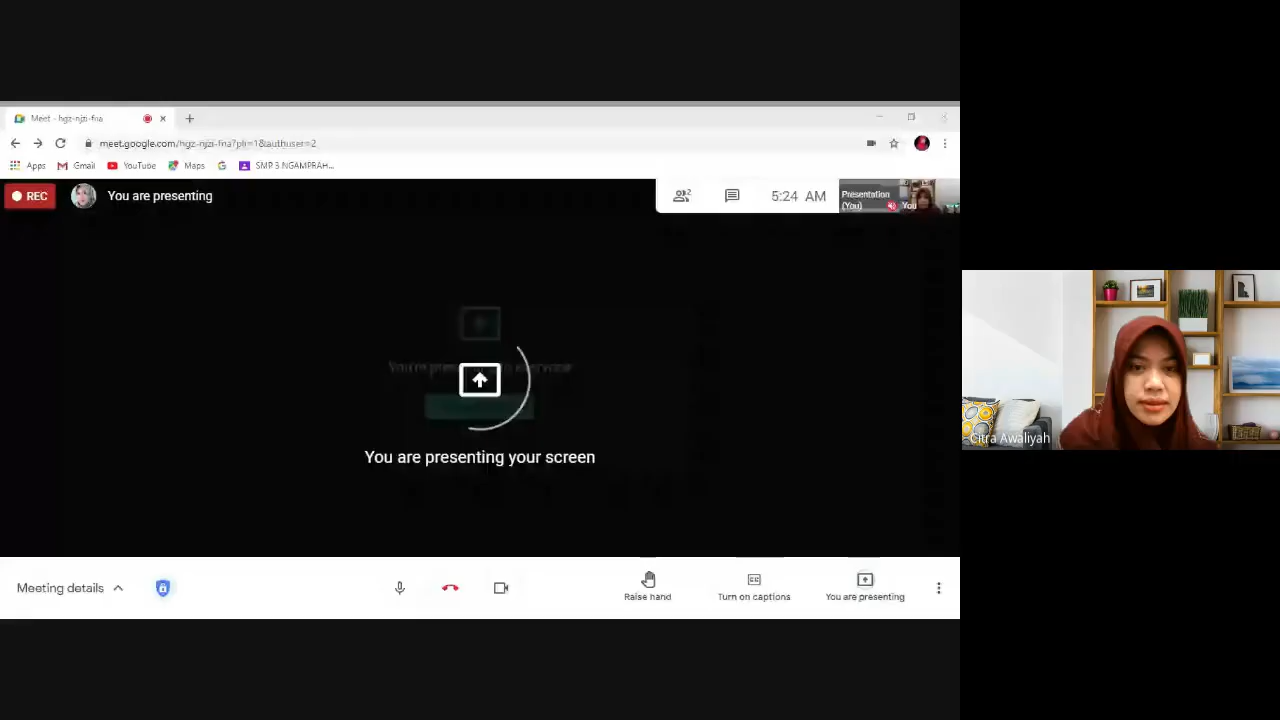 Meet - hgz-njzi-fna
meet.google.com/hgz-njzi-fna?pli=1&authuser=2
Apps Gmail YouTube Maps SMP 3 NGAMPRAH...
REC You are presenting 2 5:24 AM Presentation
(You) You
You are presenting your screen
Citra Awaliyah
Meeting details Raise hand Turn on captions You are presenting